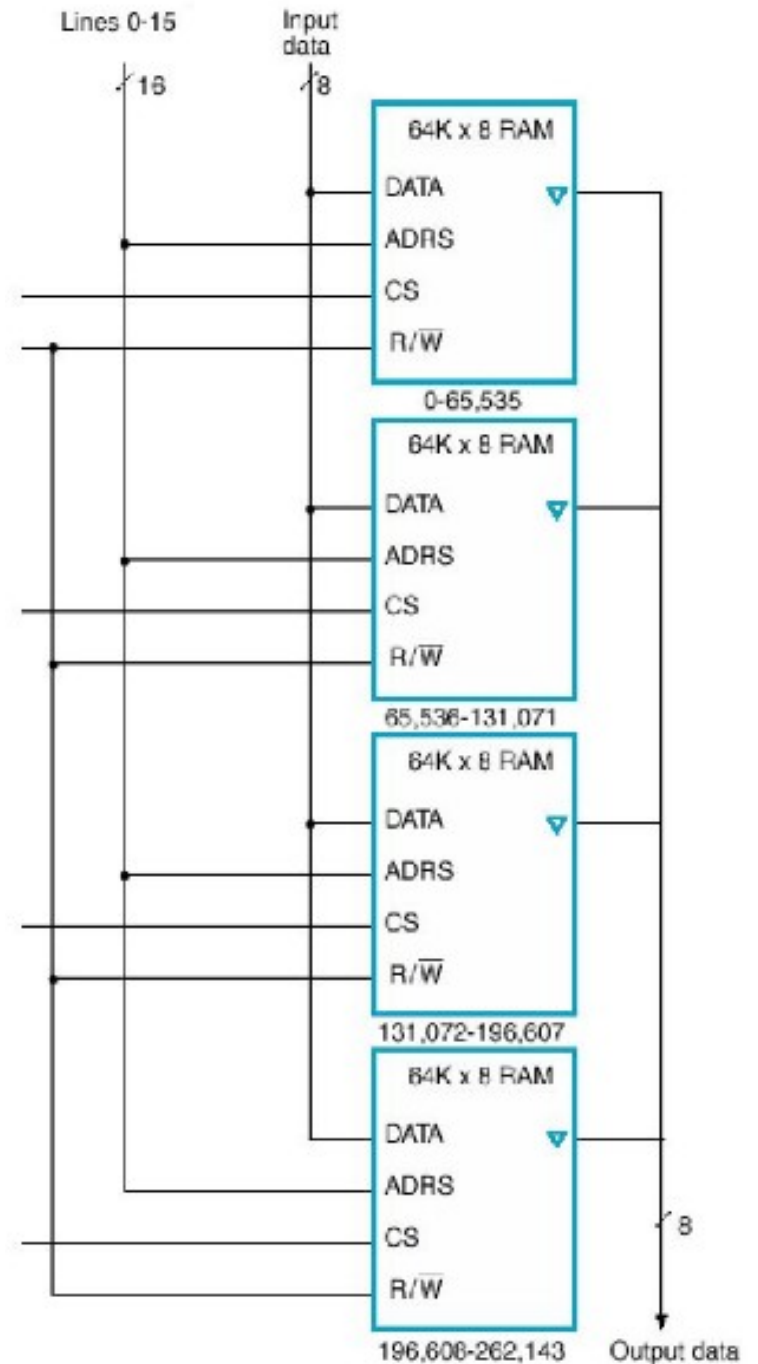 Lines 0-15
Input
data
16
8
64K x 8 RAM
DATA
ADRS
CS
R/W̅
0-65,535
64K x 8 RAM
DATA
ADRS
CS
R/W̅
65,536-131,071
64K x 8 RAM
DATA
ADRS
CS
R/W̅
131,072-196,607
64K x 8 RAM
DATA
ADRS
CS
8
R/W̅
196,608-262,143
Output data